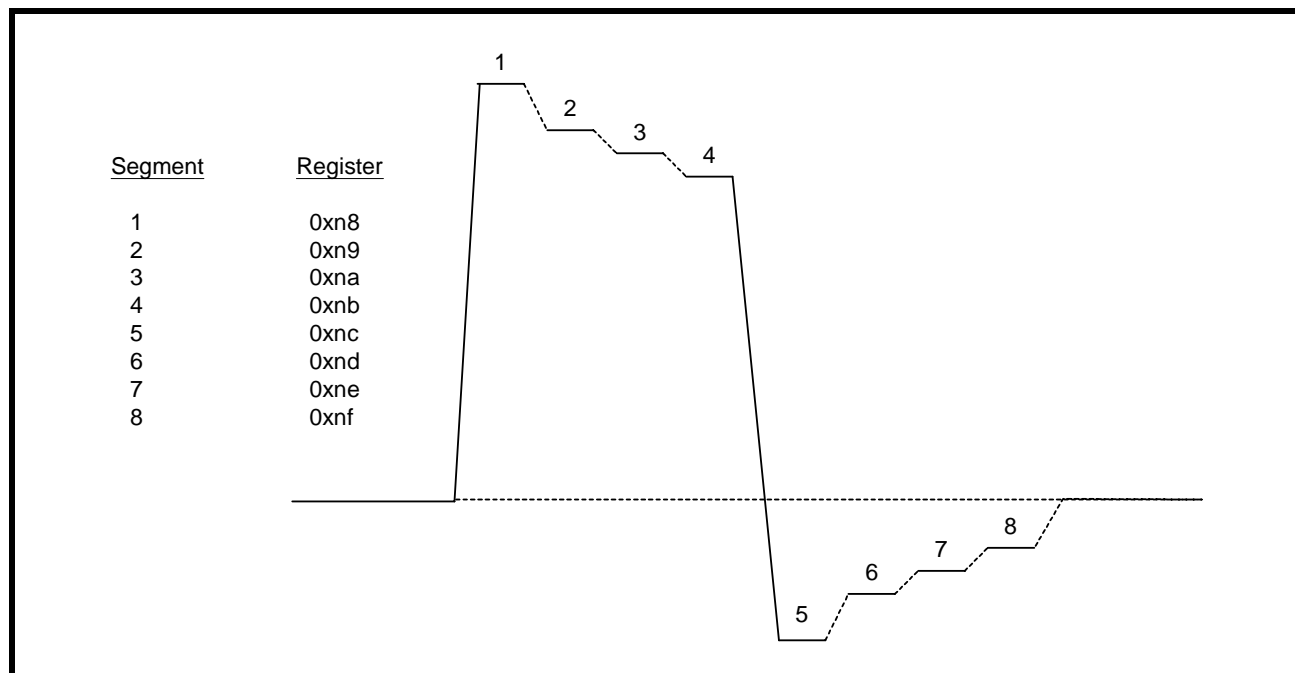 Segment Register
1 0xn8
2 0xn9
3 0xna
4 0xnb
5 0xnc
6 0xnd
7 0xne
8 0xnf
1
2
3
4
5
6
7
8